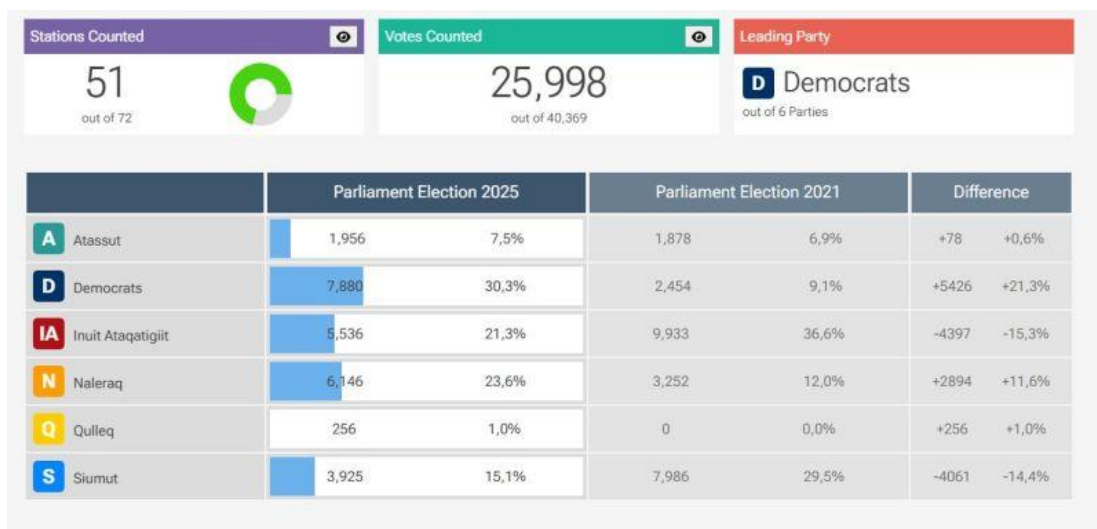 Stations Counted
51
out of 72
Votes Counted
25,998
out of 40,369
Leading Party
D Democrats
out of 6 Parties
Parliament Election 2025 Parliament Election 2021 Difference
A Atassut 1,956 7,5% 1,878 6,9% +78 +0,6%
D Democrats 7,880 30,3% 2,454 9,1% +5426 +21,3%
IA Inuit Ataqatigiit 5,536 21,3% 9,933 36,6% -4397 -15,3%
N Naleraq 6,146 23,6% 3,252 12,0% +2894 +11,6%
Q Qulleq 256 1,0% 0 0,0% +256 +1,0%
S Siumut 3,925 15,1% 7,986 29,5% -4061 -14,4%